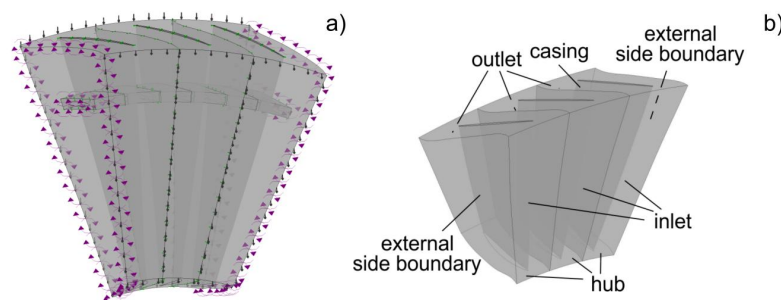 a)
b)
external
side boundary
casing
outlet
inlet
external
side boundary
hub